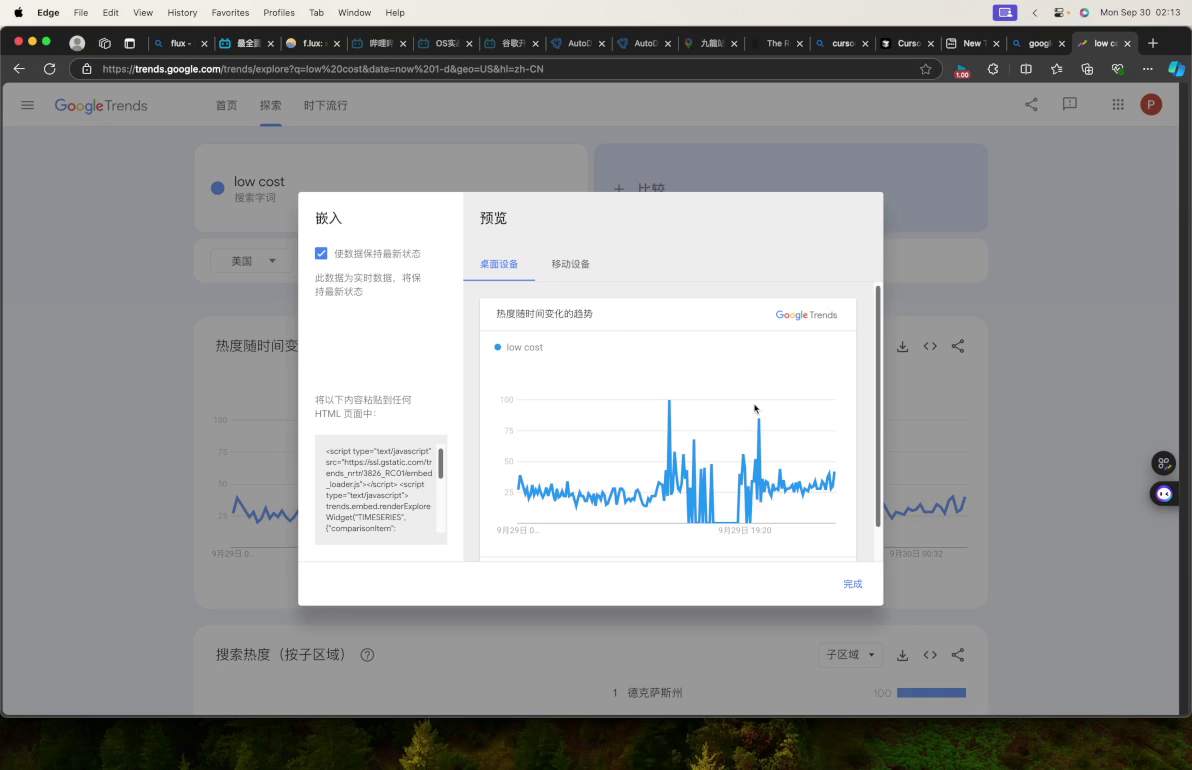 Edge File Edit View History Favorites Profiles Tab Window Help Mon Sep 30 02:13
flux - 最全 f.lux: 哔哩 OS实 谷歌升 AutoD AutoD 九龍 The R curso Curso New T googl low c
https://trends.google.com/trends/explore?q=low%20cost&date=now%201-d&geo=US&hl=zh-CN
1.00
Google Trends 首页 探索 时下流行 P
low cost
搜索字词
+ 比较
美国
热度随时间变
100
75
50
25
9月29日 0...
9月30日 00:32
嵌入
使数据保持最新状态
此数据为实时数据，将保
持最新状态
将以下内容粘贴到任何
HTML 页面中：
<script type="text/javascript"
src="https://ssl.gstatic.com/tr
ends_nrtr/3826_RC01/embed
_loader.js"></script> <script
type="text/javascript">
trends.embed.renderExplore
Widget("TIMESERIES",
{"comparisonItem":
预览
桌面设备 移动设备
热度随时间变化的趋势 Google Trends
low cost
100
75
50
25
9月29日 0... 9月29日 19:20
完成
搜索热度（按子区域） 子区域
1 德克萨斯州 100